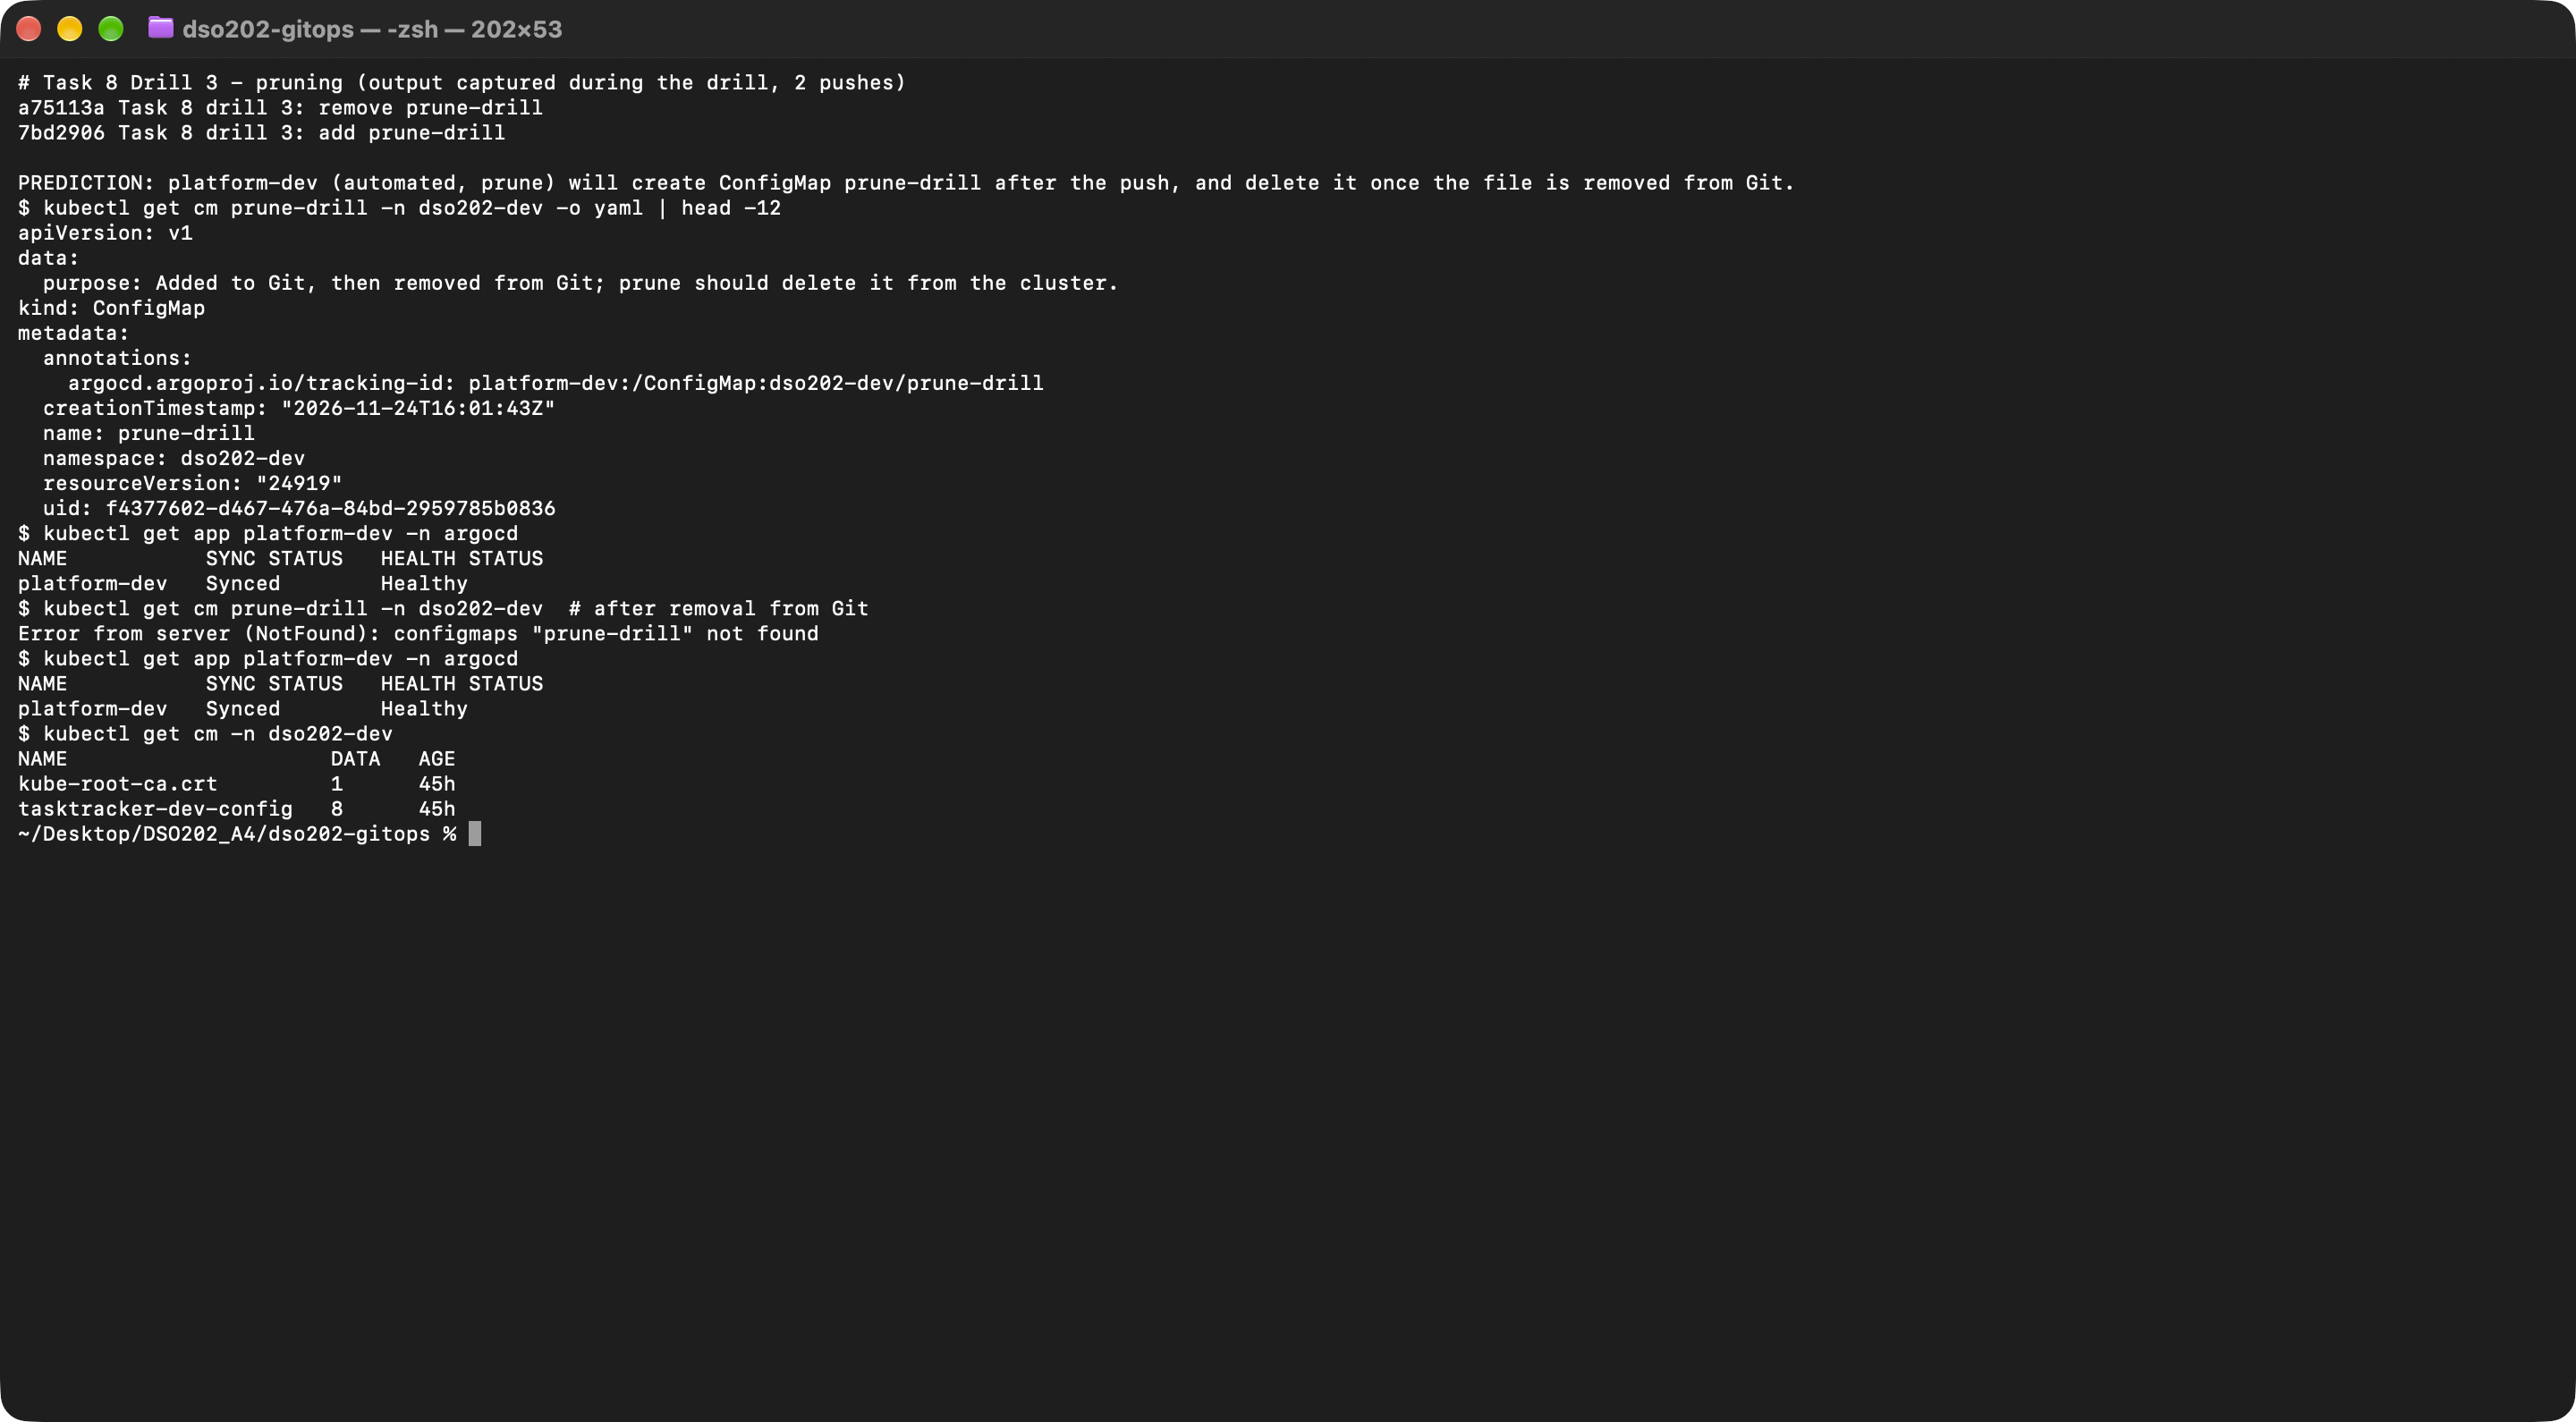 dso202-gitops — -zsh — 202×53
# Task 8 Drill 3 — pruning (output captured during the drill, 2 pushes)
a75113a Task 8 drill 3: remove prune-drill
7bd2906 Task 8 drill 3: add prune-drill
PREDICTION: platform-dev (automated, prune) will create ConfigMap prune-drill after the push, and delete it once the file is removed from Git.
$ kubectl get cm prune-drill -n dso202-dev -o yaml | head -12
apiVersion: v1
data:
  purpose: Added to Git, then removed from Git; prune should delete it from the cluster.
kind: ConfigMap
metadata:
  annotations:
    argocd.argoproj.io/tracking-id: platform-dev:/ConfigMap:dso202-dev/prune-drill
  creationTimestamp: "2026-11-24T16:01:43Z"
  name: prune-drill
  namespace: dso202-dev
  resourceVersion: "24919"
  uid: f4377602-d467-476a-84bd-2959785b0836
$ kubectl get app platform-dev -n argocd
NAME           SYNC STATUS   HEALTH STATUS
platform-dev   Synced        Healthy
$ kubectl get cm prune-drill -n dso202-dev  # after removal from Git
Error from server (NotFound): configmaps "prune-drill" not found
$ kubectl get app platform-dev -n argocd
NAME           SYNC STATUS   HEALTH STATUS
platform-dev   Synced        Healthy
$ kubectl get cm -n dso202-dev
NAME                     DATA   AGE
kube-root-ca.crt         1      45h
tasktracker-dev-config   8      45h
~/Desktop/DSO202_A4/dso202-gitops %